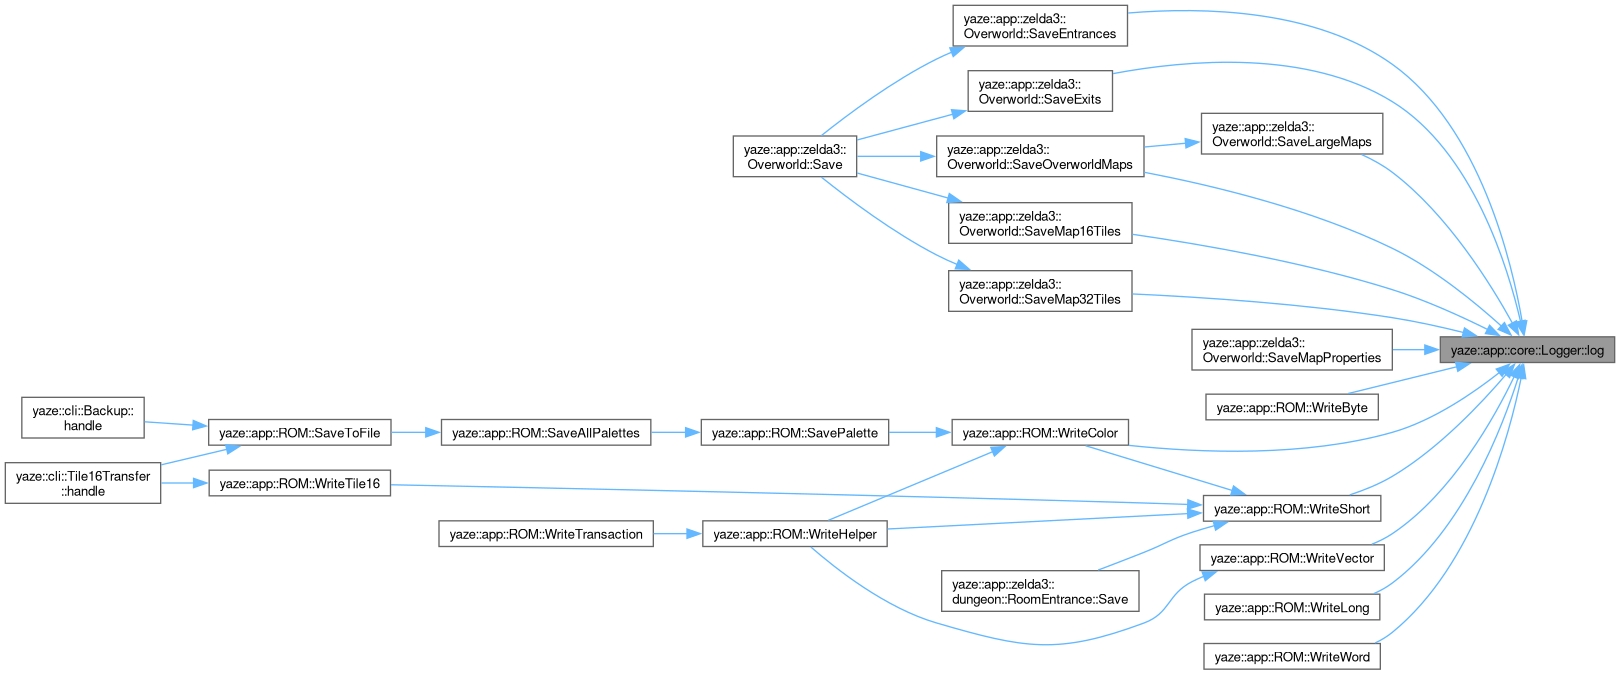 yaze::app::zelda3::
Overworld::SaveEntrances
yaze::app::zelda3::
Overworld::SaveExits
yaze::app::zelda3::
Overworld::SaveLargeMaps
yaze::app::zelda3::
Overworld::Save
yaze::app::zelda3::
Overworld::SaveOverworldMaps
yaze::app::zelda3::
Overworld::SaveMap16Tiles
yaze::app::zelda3::
Overworld::SaveMap32Tiles
yaze::app::zelda3::
Overworld::SaveMapProperties
yaze::app::core::Logger::log
yaze::app::ROM::WriteByte
yaze::cli::Backup::
handle
yaze::app::ROM::SaveToFile
yaze::app::ROM::SaveAllPalettes
yaze::app::ROM::SavePalette
yaze::app::ROM::WriteColor
yaze::cli::Tile16Transfer
::handle
yaze::app::ROM::WriteTile16
yaze::app::ROM::WriteShort
yaze::app::ROM::WriteTransaction
yaze::app::ROM::WriteHelper
yaze::app::ROM::WriteVector
yaze::app::zelda3::
dungeon::RoomEntrance::Save
yaze::app::ROM::WriteLong
yaze::app::ROM::WriteWord